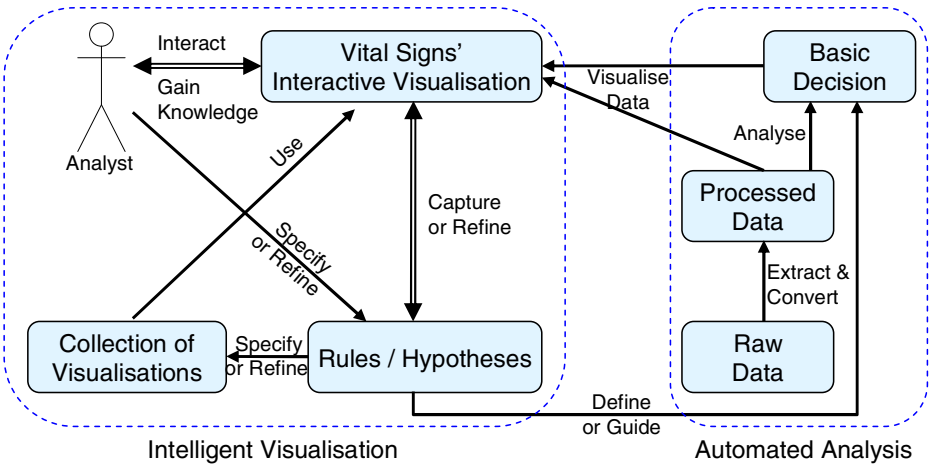 Interact
Gain
Knowledge
Analyst
Vital Signs'
Interactive Visualisation
Visualise
Data
Basic
Decision
Analyse
Use
Specify
or Refine
Capture
or Refine
Processed
Data
Extract &
Convert
Collection of
Visualisations
Specify
or Refine
Rules / Hypotheses
Raw
Data
Define
or Guide
Intelligent Visualisation
Automated Analysis